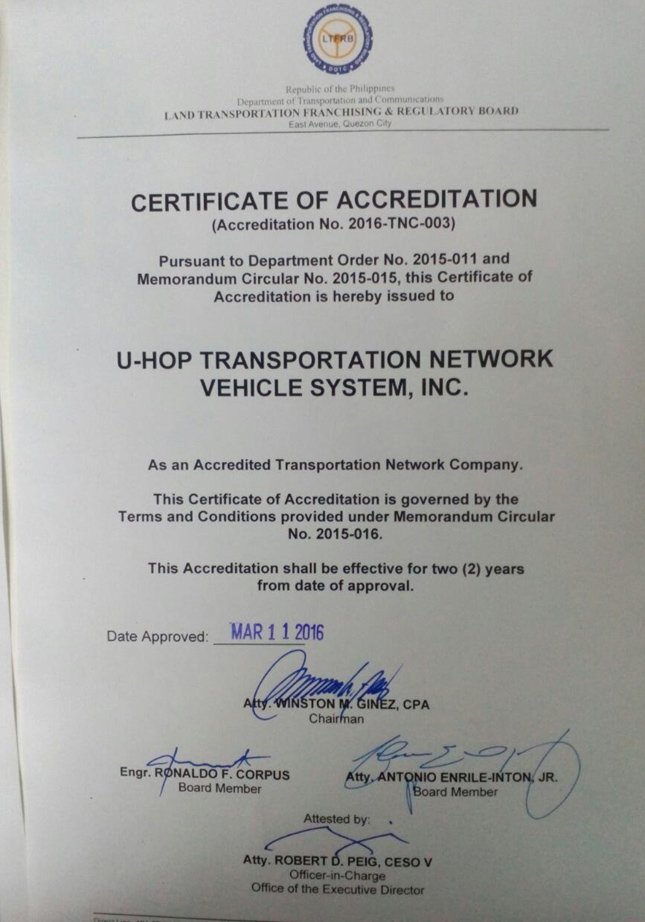 LTFRB
Republic of the Philippines
Department of Transportation and Communications
LAND TRANSPORTATION FRANCHISING & REGULATORY BOARD
East Avenue, Quezon City
CERTIFICATE OF ACCREDITATION
(Accreditation No. 2016-TNC-003)
Pursuant to Department Order No. 2015-011 and
Memorandum Circular No. 2015-015, this Certificate of
Accreditation is hereby issued to
U-HOP TRANSPORTATION NETWORK
VEHICLE SYSTEM, INC.
As an Accredited Transportation Network Company.
This Certificate of Accreditation is governed by the
Terms and Conditions provided under Memorandum Circular
No. 2015-016.
This Accreditation shall be effective for two (2) years
from date of approval.
Date Approved: MAR 11 2016
Atty. WINSTON M. GINEZ, CPA
Chairman
Engr. RONALDO F. CORPUS
Board Member
Atty. ANTONIO ENRILE-INTON, JR.
Board Member
Attested by:
Atty. ROBERT D. PEIG, CESO V
Officer-in-Charge
Office of the Executive Director